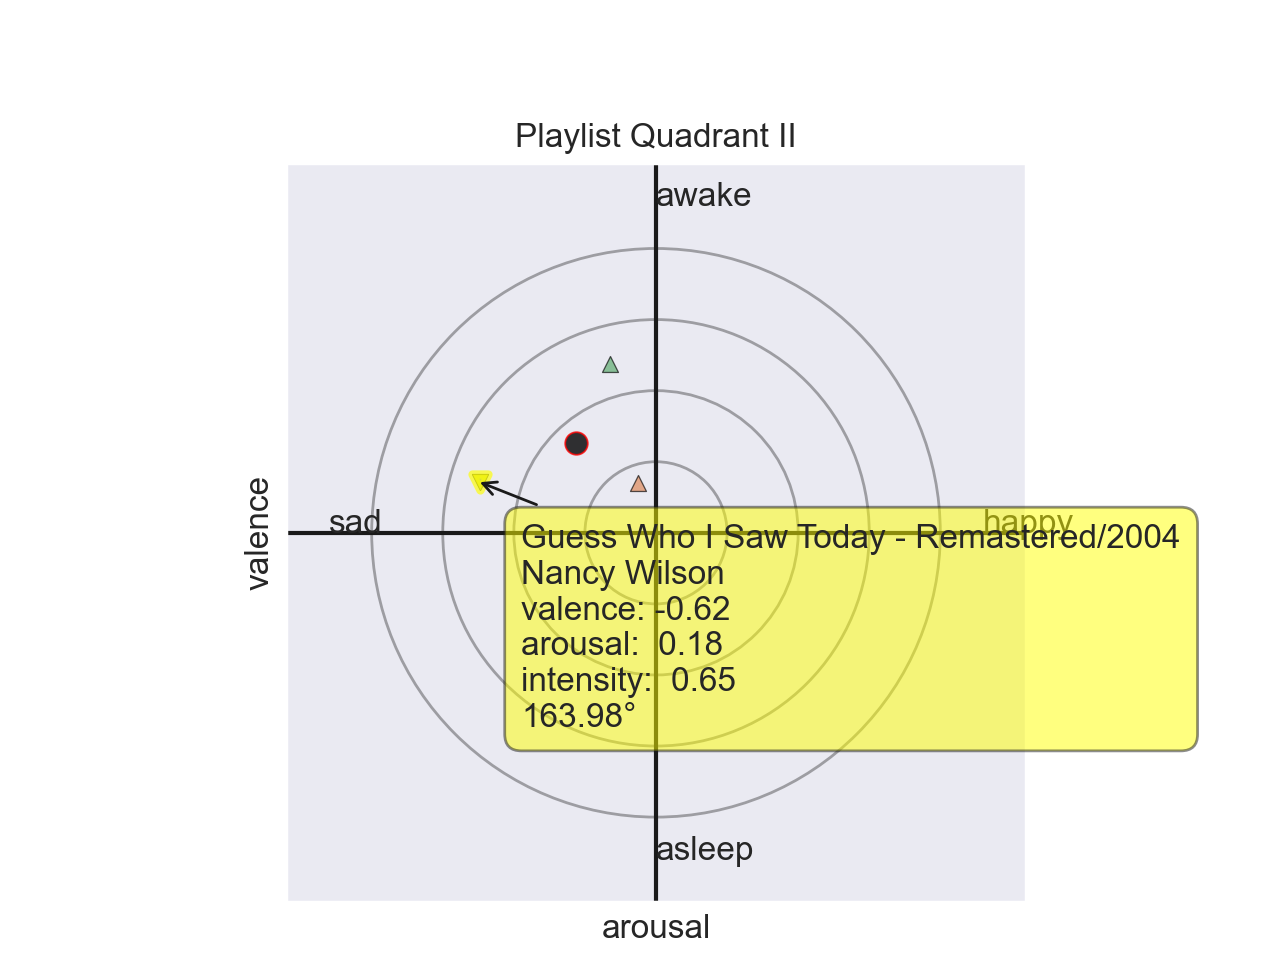 Playlist Quadrant II
awake
valence
sad
happy
Guess Who I Saw Today - Remastered/2004
Nancy Wilson
valence: -0.62
arousal:  0.18
intensity:  0.65
163.98°
asleep
arousal